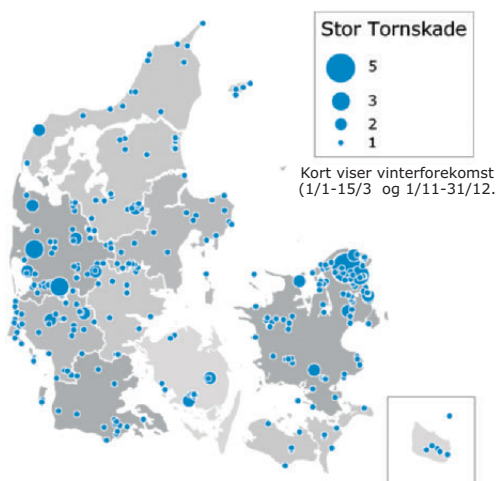 Stor Tornskade
5
3
2
1
Kort viser vinterforekomst
(1/1-15/3 og 1/11-31/12.